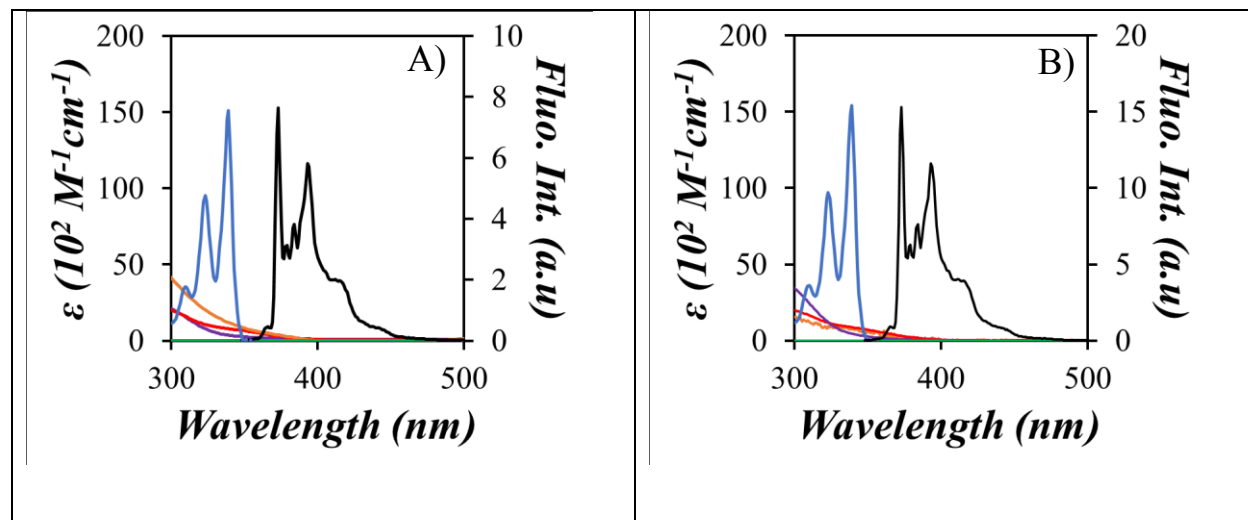 A)
200
150
100
50
0
ε (10² M⁻¹cm⁻¹)
10
8
6
4
2
0
Fluo. Int. (a.u)
300 400 500
Wavelength (nm)
B)
200
150
100
50
0
ε (10² M⁻¹cm⁻¹)
20
15
10
5
0
Fluo. Int. (a.u)
300 400 500
Wavelength (nm)